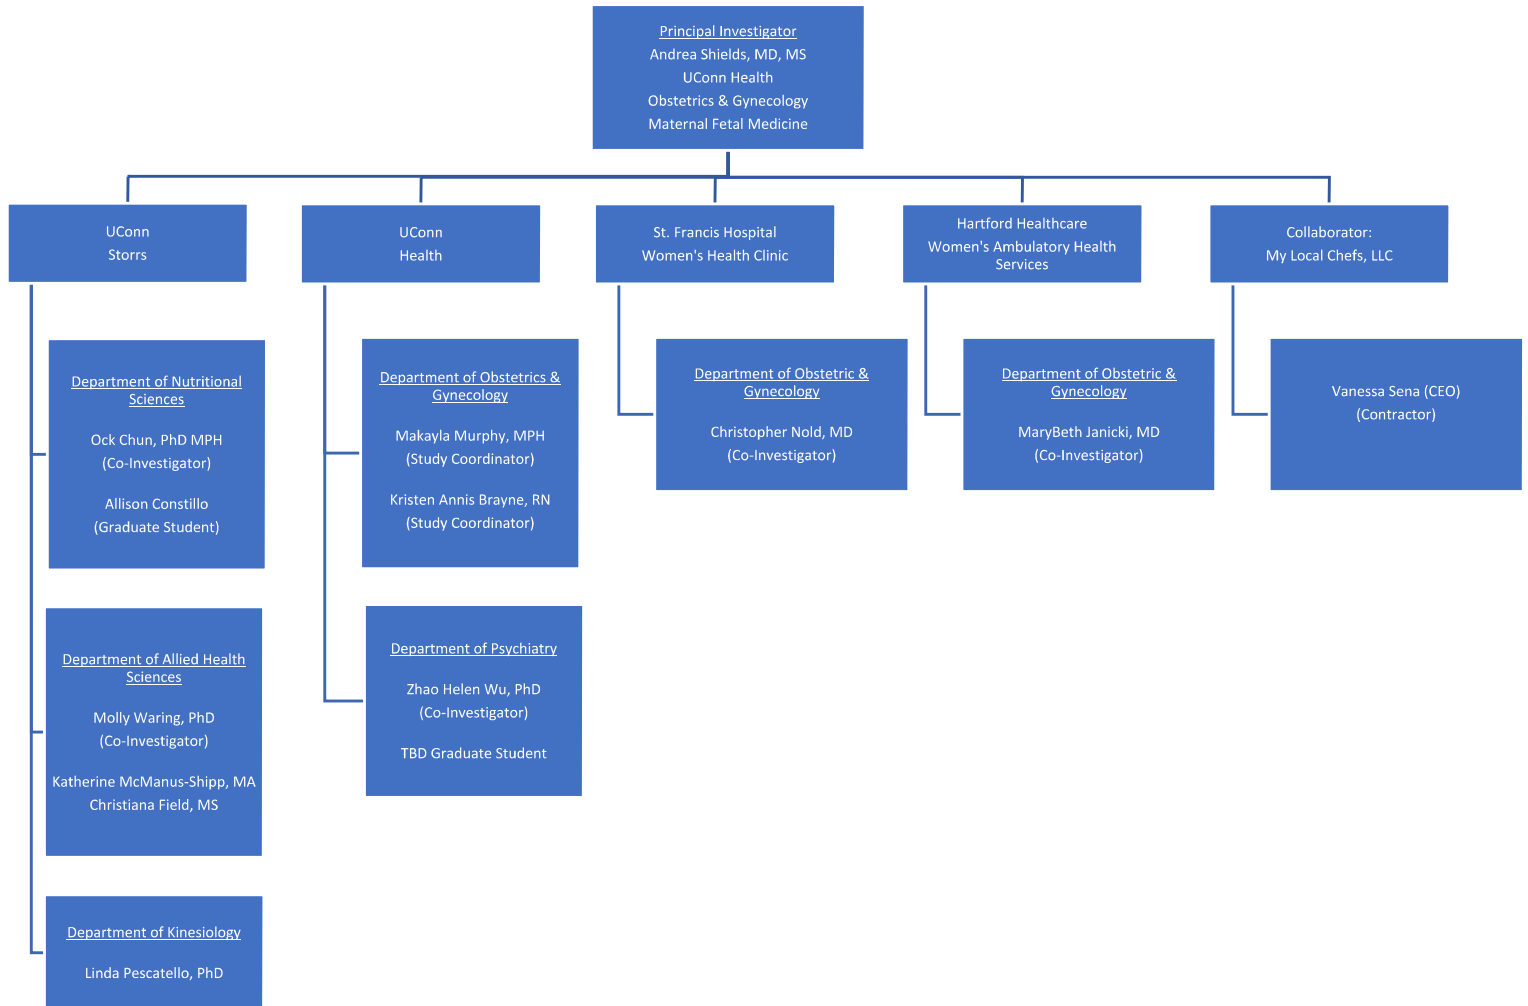 Principal Investigator
Andrea Shields, MD, MS
UConn Health
Obstetrics & Gynecology
Maternal Fetal Medicine
UConn
Storrs
UConn
Health
St. Francis Hospital
Women's Health Clinic
Hartford Healthcare
Women's Ambulatory Health
Services
Collaborator:
My Local Chefs, LLC
Department of Nutritional
Sciences
Ock Chun, PhD MPH
(Co-Investigator)
Allison Constillo
(Graduate Student)
Department of Allied Health
Sciences
Molly Waring, PhD
(Co-Investigator)
Katherine McManus-Shipp, MA
Christiana Field, MS
Department of Kinesiology
Linda Pescatello, PhD
Department of Obstetrics &
Gynecology
Makayla Murphy, MPH
(Study Coordinator)
Kristen Annis Brayne, RN
(Study Coordinator)
Department of Psychiatry
Zhao Helen Wu, PhD
(Co-Investigator)
TBD Graduate Student
Department of Obstetric &
Gynecology
Christopher Nold, MD
(Co-Investigator)
Department of Obstetric &
Gynecology
MaryBeth Janicki, MD
(Co-Investigator)
Vanessa Sena (CEO)
(Contractor)